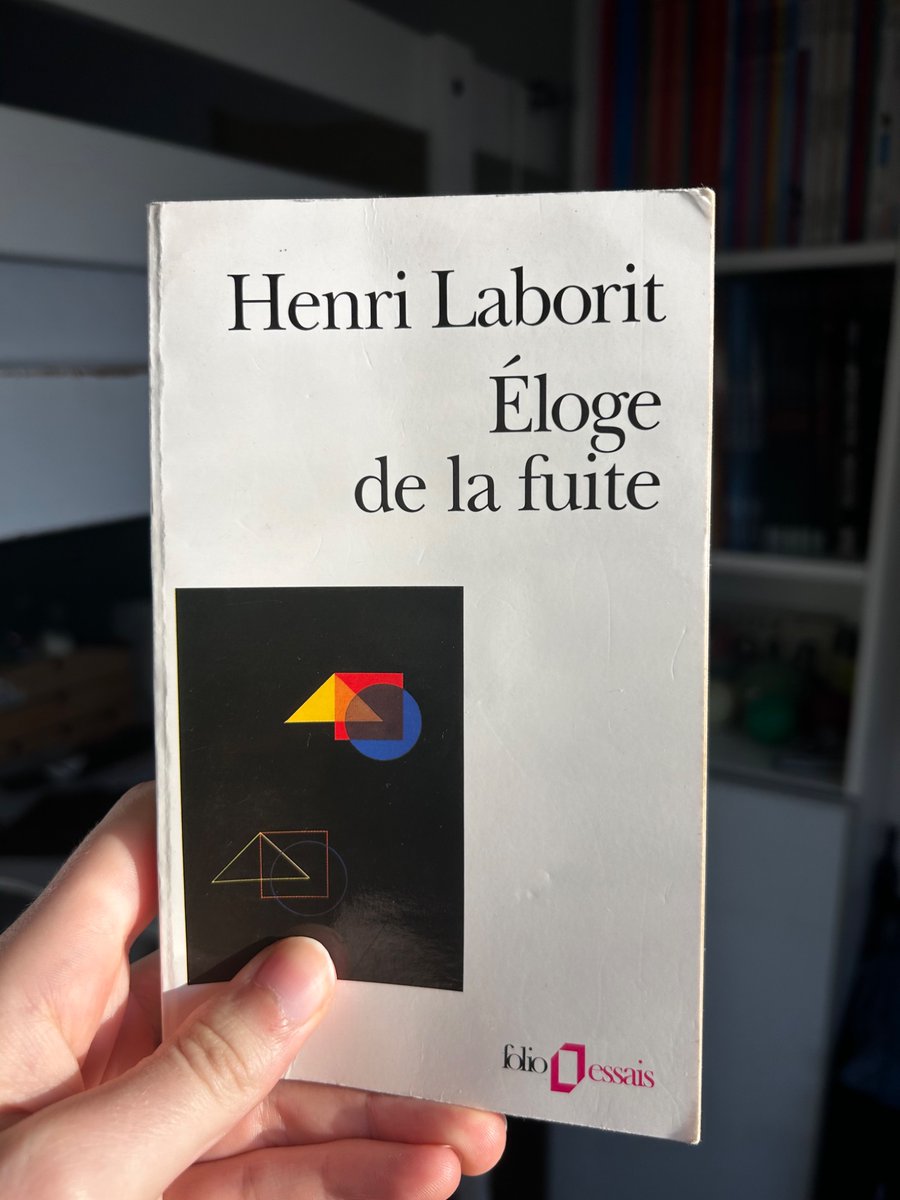 Henri Laborit
Éloge
de la fuite
folio essais